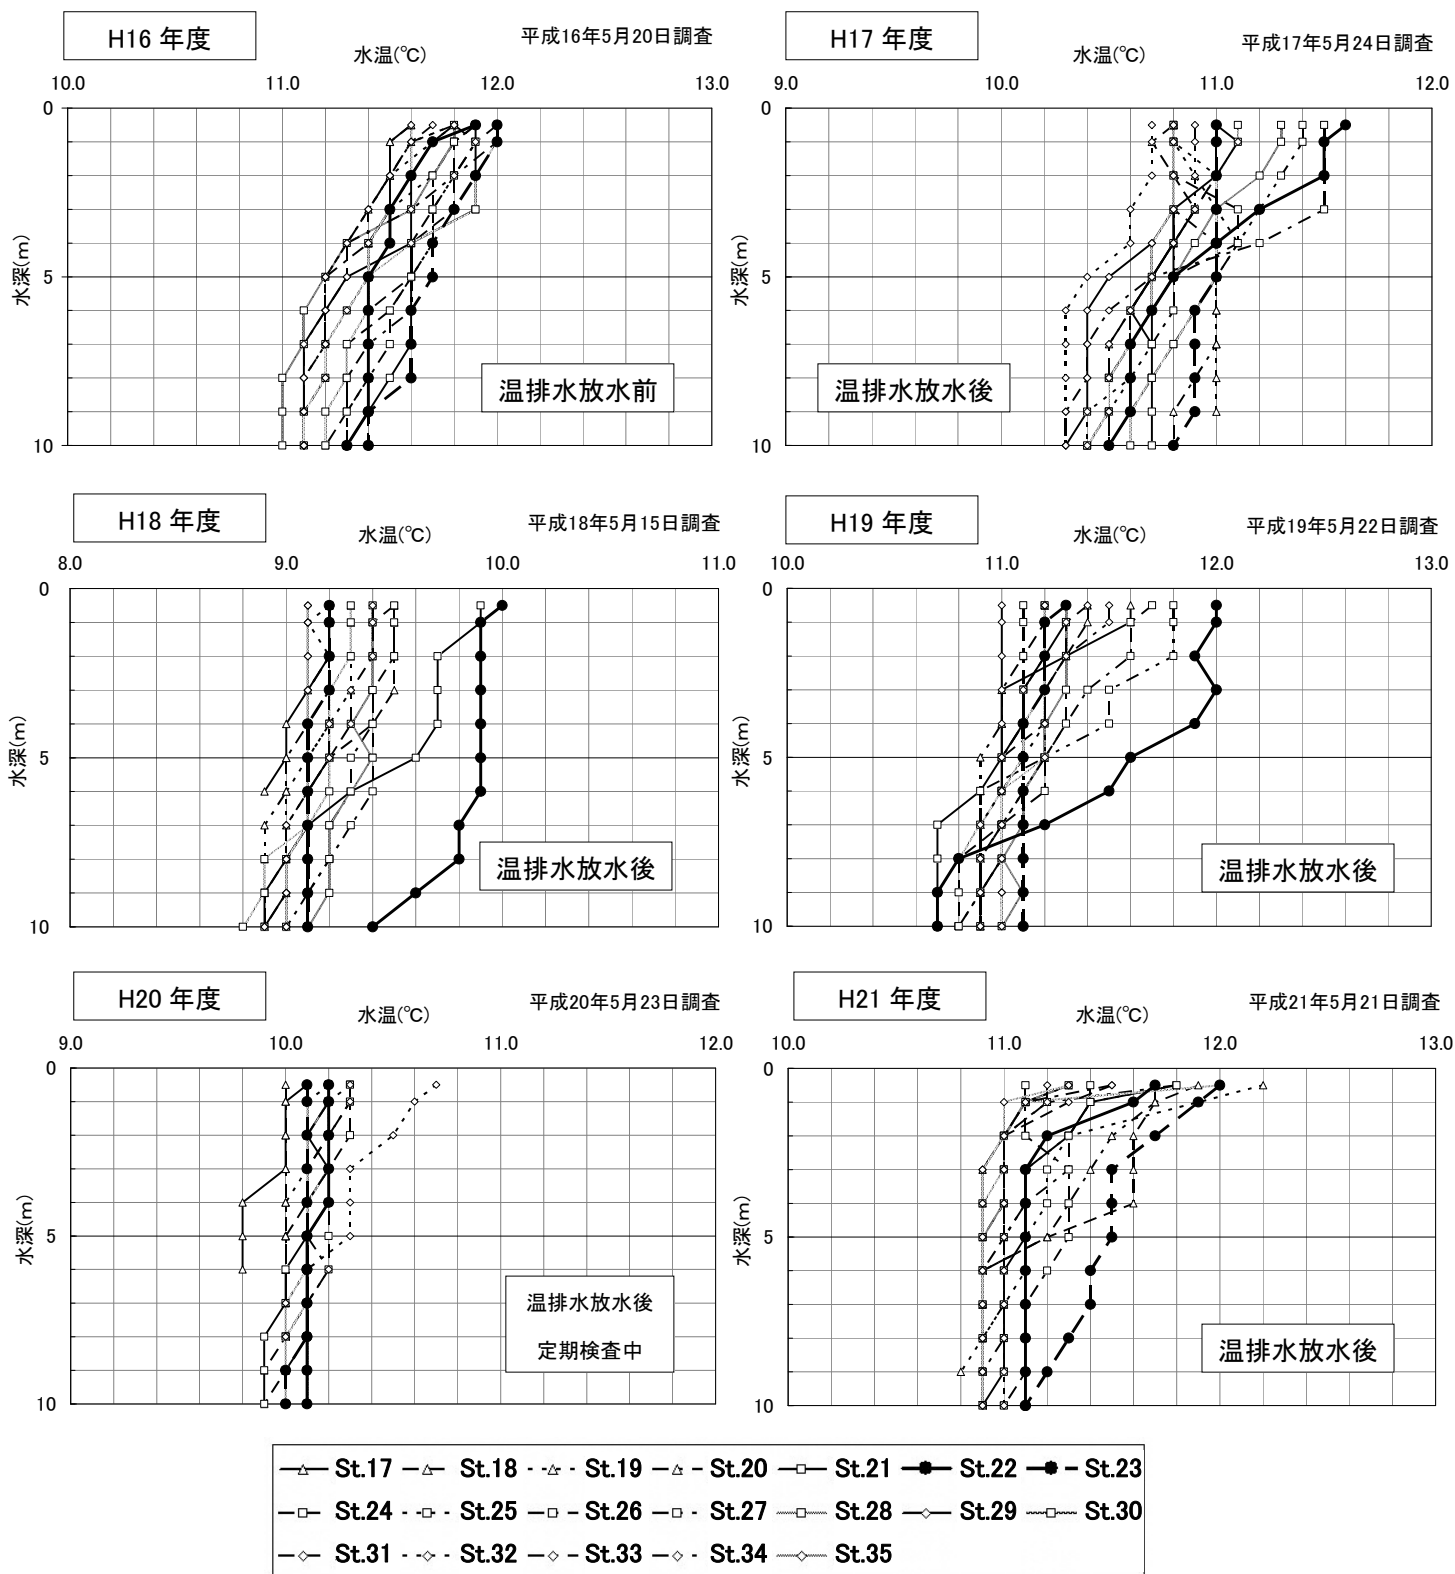 H16 年度
平成16年5月20日調査
水温(℃)
10.0 11.0 12.0 13.0
0
5
10
水深(m)
温排水放水前
H17 年度
平成17年5月24日調査
水温(℃)
9.0 10.0 11.0 12.0
0
5
10
水深(m)
温排水放水後
H18 年度
平成18年5月15日調査
水温(℃)
8.0 9.0 10.0 11.0
0
5
10
水深(m)
温排水放水後
H19 年度
平成19年5月22日調査
水温(℃)
10.0 11.0 12.0 13.0
0
5
10
水深(m)
温排水放水後
H20 年度
平成20年5月23日調査
水温(℃)
9.0 10.0 11.0 12.0
0
5
10
水深(m)
温排水放水後
定期検査中
H21 年度
平成21年5月21日調査
水温(℃)
10.0 11.0 12.0 13.0
0
5
10
水深(m)
温排水放水後
St.17 St.18 St.19 St.20 St.21 St.22 St.23
St.24 St.25 St.26 St.27 St.28 St.29 St.30
St.31 St.32 St.33 St.34 St.35